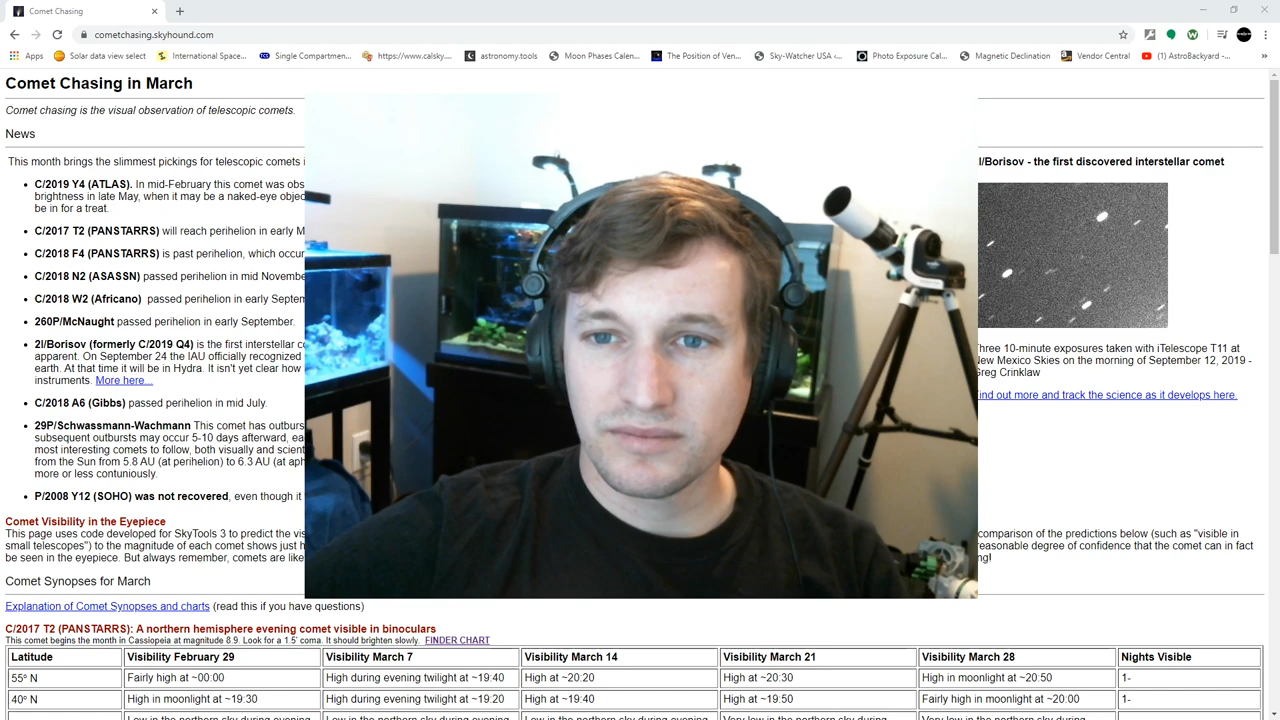 Comet Chasing
cometchasing.skyhound.com
Apps
Solar data view select
International Space...
Single Compartmen...
https://www.calsky....
astronomy.tools
Moon Phases Calen...
The Position of Ven...
Sky-Watcher USA ‹...
Photo Exposure Cal...
Magnetic Declination
Vendor Central
(1) AstroBackyard -...
»
Comet Chasing in March
Comet chasing is the visual observation of telescopic comets.
News
This month brings the slimmest pickings for telescopic comets
C/2019 Y4 (ATLAS). In mid-February this comet was obs
brightness in late May, when it may be a naked-eye objec
be in for a treat.
C/2017 T2 (PANSTARRS) will reach perihelion in early M
C/2018 F4 (PANSTARRS) is past perihelion, which occur
C/2018 N2 (ASASSN) passed perihelion in mid Novembe
C/2018 W2 (Africano) passed perihelion in early Septem
260P/McNaught passed perihelion in early September.
2I/Borisov (formerly C/2019 Q4) is the first interstellar c
apparent. On September 24 the IAU officially recognized
earth. At that time it will be in Hydra. It isn't yet clear how
instruments. More here...
C/2018 A6 (Gibbs) passed perihelion in mid July.
29P/Schwassmann-Wachmann This comet has outburs
subsequent outbursts may occur 5-10 days afterward, ea
most interesting comets to follow, both visually and scient
from the Sun from 5.8 AU (at perihelion) to 6.3 AU (at aph
more or less contuniously.
P/2008 Y12 (SOHO) was not recovered, even though it
I/Borisov - the first discovered interstellar comet
Three 10-minute exposures taken with iTelescope T11 at
New Mexico Skies on the morning of September 12, 2019 -
Greg Crinklaw
Find out more and track the science as it develops here.
Comet Visibility in the Eyepiece
This page uses code developed for SkyTools 3 to predict the vis
small telescopes") to the magnitude of each comet shows just h
be seen in the eyepiece. But always remember, comets are like
comparison of the predictions below (such as "visible in
reasonable degree of confidence that the comet can in fact
ng!
Comet Synopses for March
Explanation of Comet Synopses and charts (read this if you have questions)
C/2017 T2 (PANSTARRS): A northern hemisphere evening comet visible in binoculars
This comet begins the month in Cassiopeia at magnitude 8.9. Look for a 1.5' coma. It should brighten slowly. FINDER CHART
Latitude Visibility February 29 Visibility March 7 Visibility March 14 Visibility March 21 Visibility March 28 Nights Visible
55° N Fairly high at ~00:00 High during evening twilight at ~19:40 High at ~20:20 High at ~20:30 High in moonlight at ~20:50 1-
40° N High in moonlight at ~19:30 High during evening twilight at ~19:20 High at ~19:40 High at ~19:50 Fairly high in moonlight at ~20:00 1-